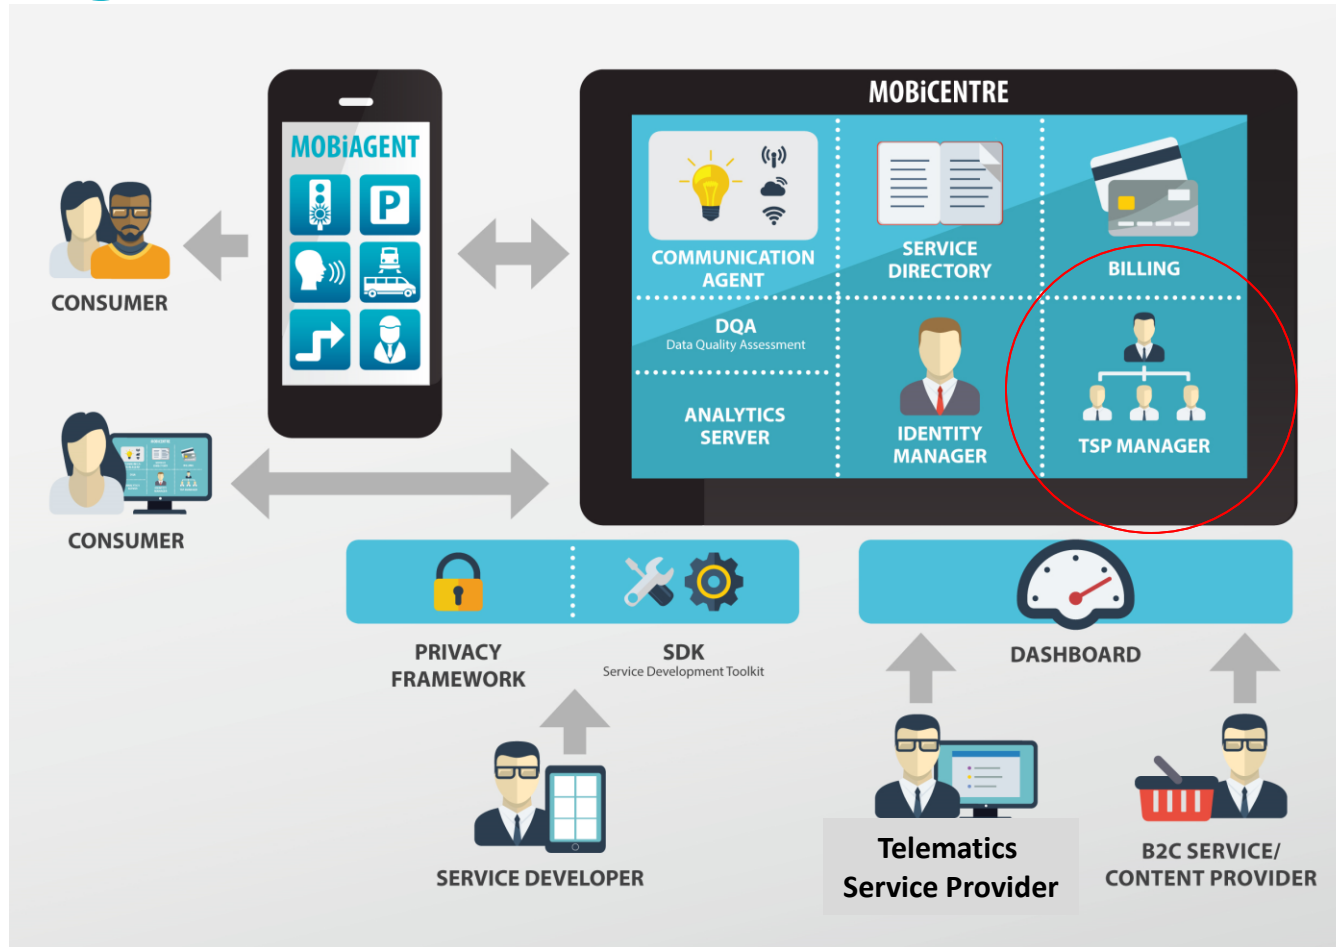 MOBiCENTRE
MOBiAGENT
P
COMMUNICATION
AGENT
SERVICE
DIRECTORY
BILLING
CONSUMER
DQA
Data Quality Assessment
ANALYTICS
SERVER
IDENTITY
MANAGER
TSP MANAGER
CONSUMER
PRIVACY
FRAMEWORK
SDK
Service Development Toolkit
DASHBOARD
SERVICE DEVELOPER
Telematics
Service Provider
B2C SERVICE/
CONTENT PROVIDER